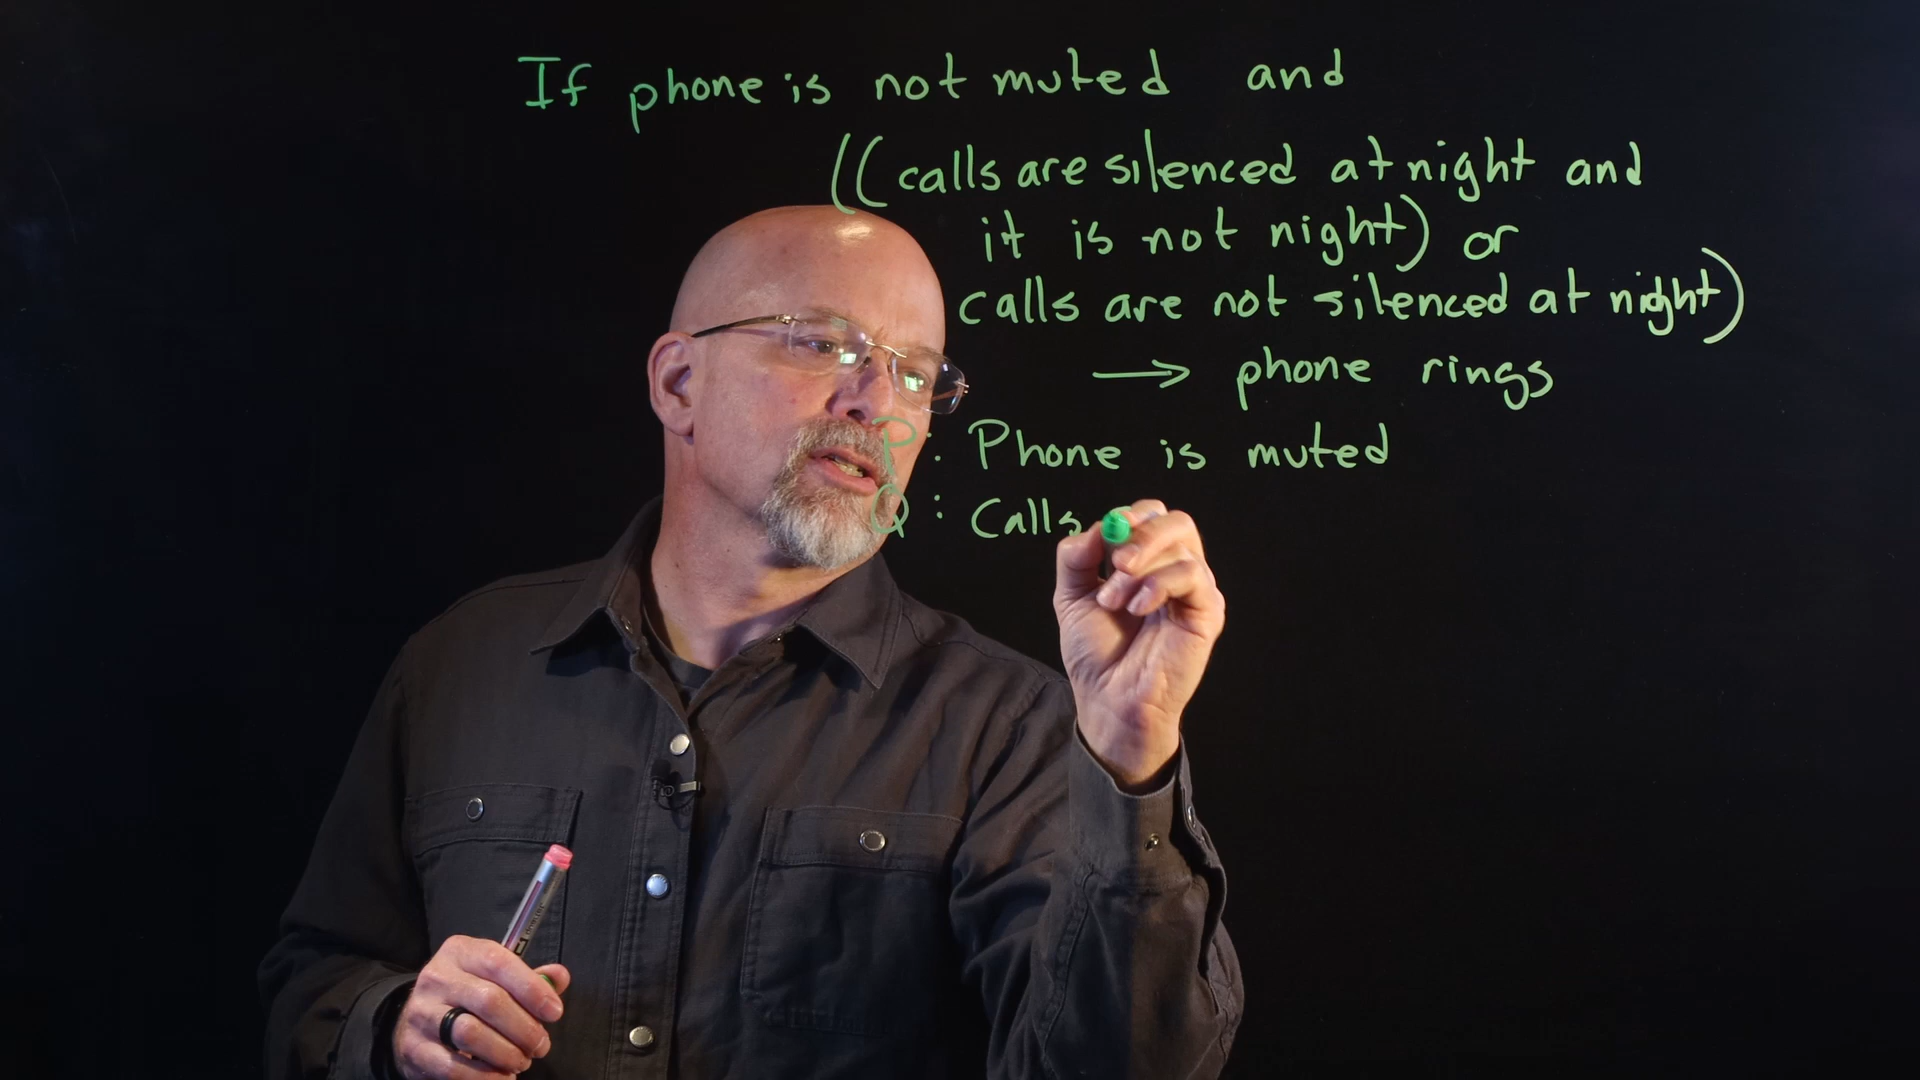 If phone is not muted and
((calls are silenced at night and
it is not night) or
calls are not silenced at night)
→ phone rings
P: Phone is muted
Q: Calls